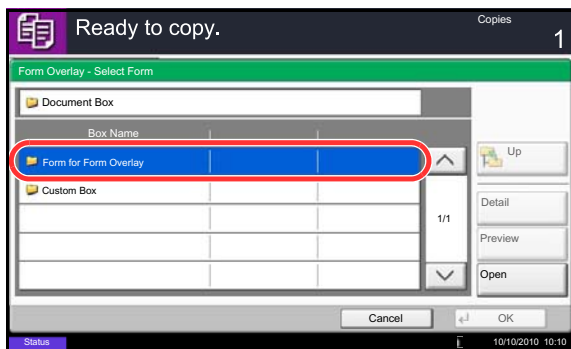 Ready to copy.
Copies
1
Form Overlay - Select Form
Document Box
Box Name
Form for Form Overlay
Custom Box
1/1
Up
Detail
Preview
Open
Cancel
OK
Status
10/10/2010 10:10